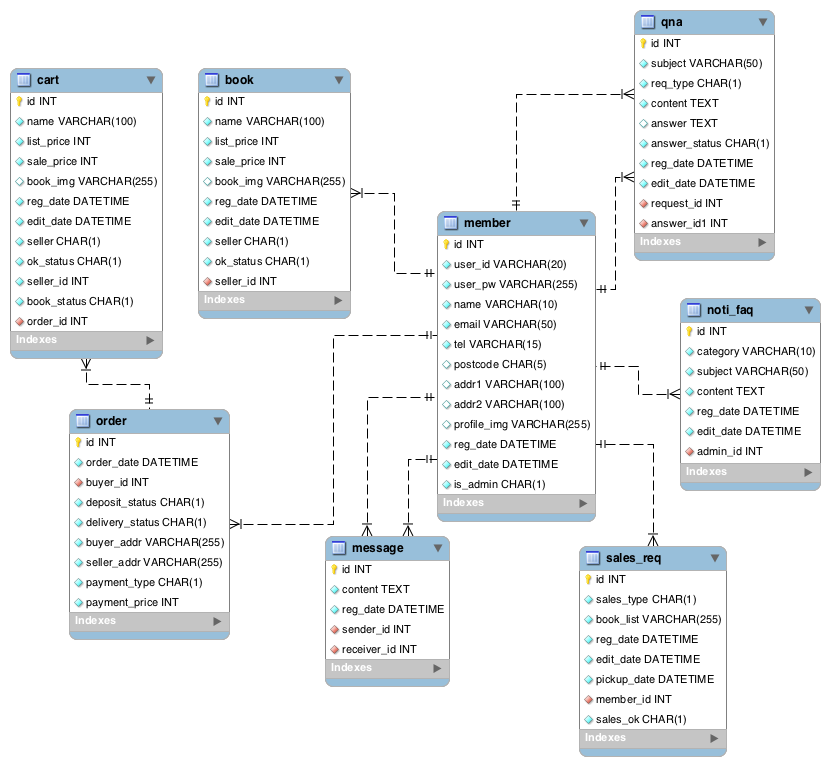 cart
id INT
name VARCHAR(100)
list_price INT
sale_price INT
book_img VARCHAR(255)
reg_date DATETIME
edit_date DATETIME
seller CHAR(1)
ok_status CHAR(1)
seller_id INT
book_status CHAR(1)
order_id INT
Indexes
book
id INT
name VARCHAR(100)
list_price INT
sale_price INT
book_img VARCHAR(255)
reg_date DATETIME
edit_date DATETIME
seller CHAR(1)
ok_status CHAR(1)
seller_id INT
Indexes
qna
id INT
subject VARCHAR(50)
req_type CHAR(1)
content TEXT
answer TEXT
answer_status CHAR(1)
reg_date DATETIME
edit_date DATETIME
request_id INT
answer_id1 INT
Indexes
member
id INT
user_id VARCHAR(20)
user_pw VARCHAR(255)
name VARCHAR(10)
email VARCHAR(50)
tel VARCHAR(15)
postcode CHAR(5)
addr1 VARCHAR(100)
addr2 VARCHAR(100)
profile_img VARCHAR(255)
reg_date DATETIME
edit_date DATETIME
is_admin CHAR(1)
Indexes
noti_faq
id INT
category VARCHAR(10)
subject VARCHAR(50)
content TEXT
reg_date DATETIME
edit_date DATETIME
admin_id INT
Indexes
order
id INT
order_date DATETIME
buyer_id INT
deposit_status CHAR(1)
delivery_status CHAR(1)
buyer_addr VARCHAR(255)
seller_addr VARCHAR(255)
payment_type CHAR(1)
payment_price INT
Indexes
message
id INT
content TEXT
reg_date DATETIME
sender_id INT
receiver_id INT
Indexes
sales_req
id INT
sales_type CHAR(1)
book_list VARCHAR(255)
reg_date DATETIME
edit_date DATETIME
pickup_date DATETIME
member_id INT
sales_ok CHAR(1)
Indexes